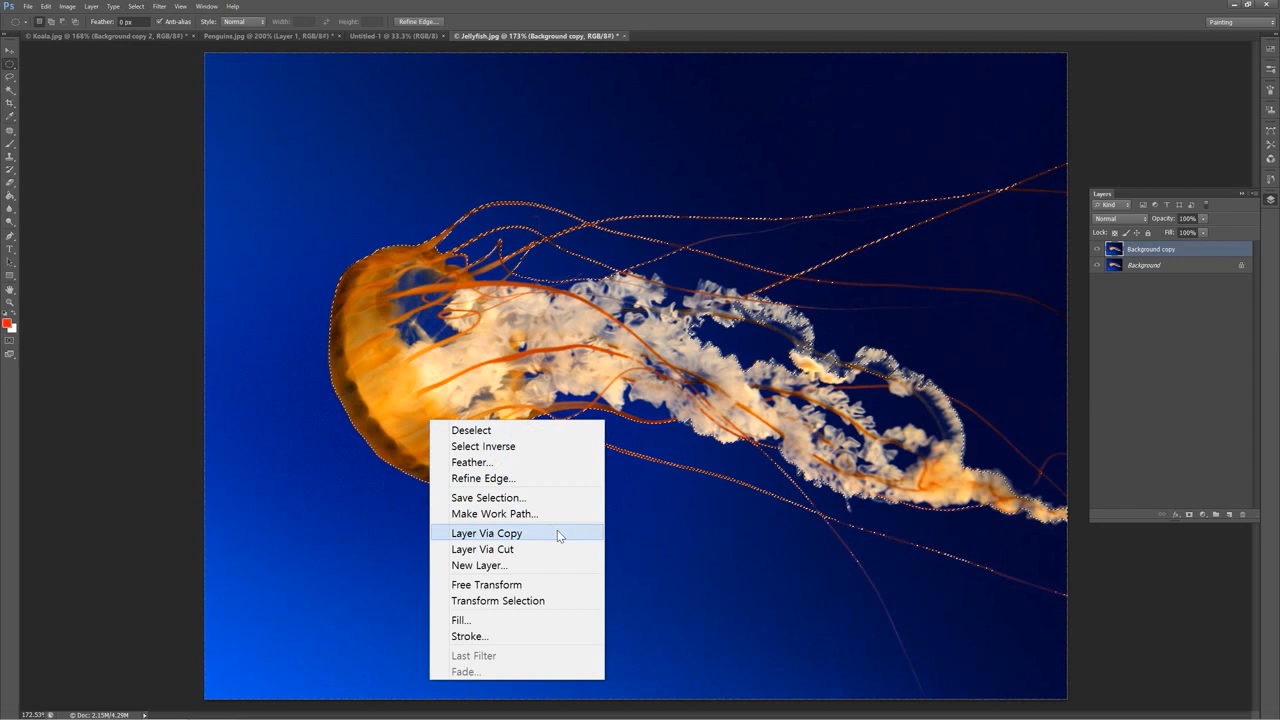 Ps File Edit Image Layer Type Select Filter View Window Help
Feather: 0 px Anti-alias Style: Normal Width: Height: Refine Edge... Painting
© Koala.jpg @ 168% (Background copy 2, RGB/8#) * × Penguins.jpg @ 200% (Layer 1, RGB/8#) * × Untitled-1 @ 33.3% (RGB/8) × © Jellyfish.jpg @ 173% (Background copy, RGB/8#) * ×
Layers
Kind
Normal Opacity: 100%
Lock: Fill: 100%
Background copy
Background
Deselect
Select Inverse
Feather...
Refine Edge...
Save Selection...
Make Work Path...
Layer Via Copy
Layer Via Cut
New Layer...
Free Transform
Transform Selection
Fill...
Stroke...
Last Filter
Fade...
172.53% Doc: 2.15M/4.29M